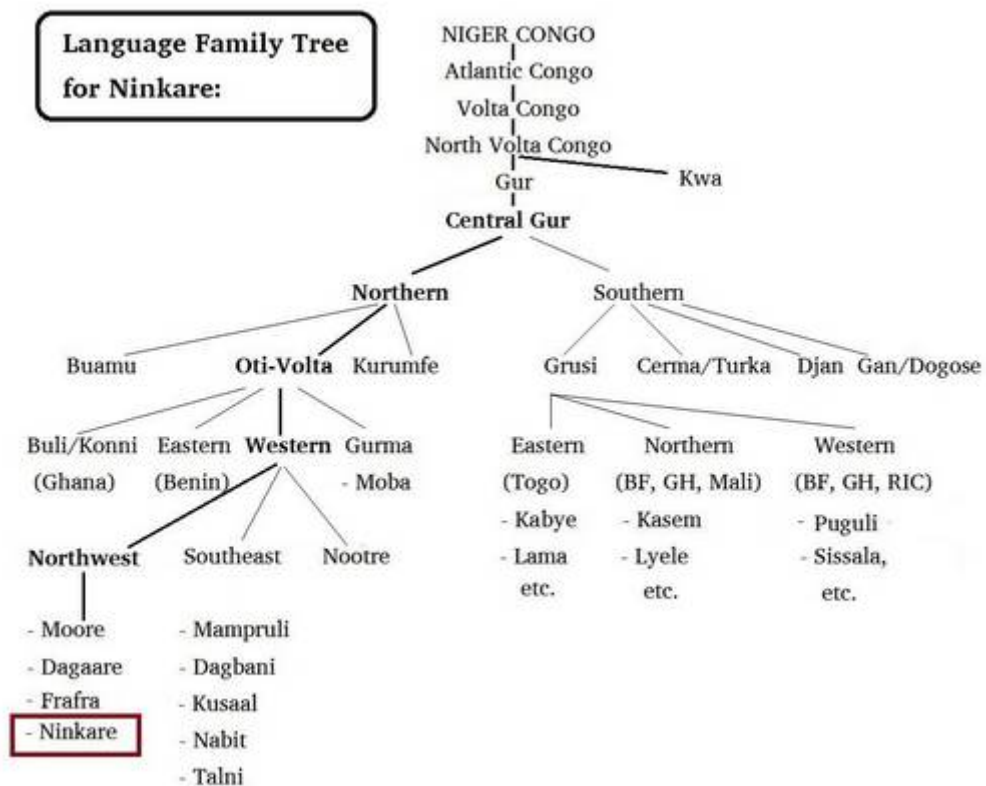 Language Family Tree
for Ninkare:
NIGER CONGO
Atlantic Congo
Volta Congo
North Volta Congo
Kwa
Gur
Central Gur
Northern Southern
Buamu Oti-Volta Kurumfe Grusi Cerma/Turka Djan Gan/Dogose
Buli/Konni Eastern Western Gurma Eastern Northern Western
(Ghana) (Benin) - Moba (Togo) (BF, GH, Mali) (BF, GH, RIC)
- Kabye - Kasem - Puguli
Northwest Southeast Nootre - Lama - Lyele - Sissala,
etc. etc. etc.
- Moore - Mampruli
- Dagaare - Dagbani
- Frafra - Kusaal
- Ninkare - Nabit
- Talni